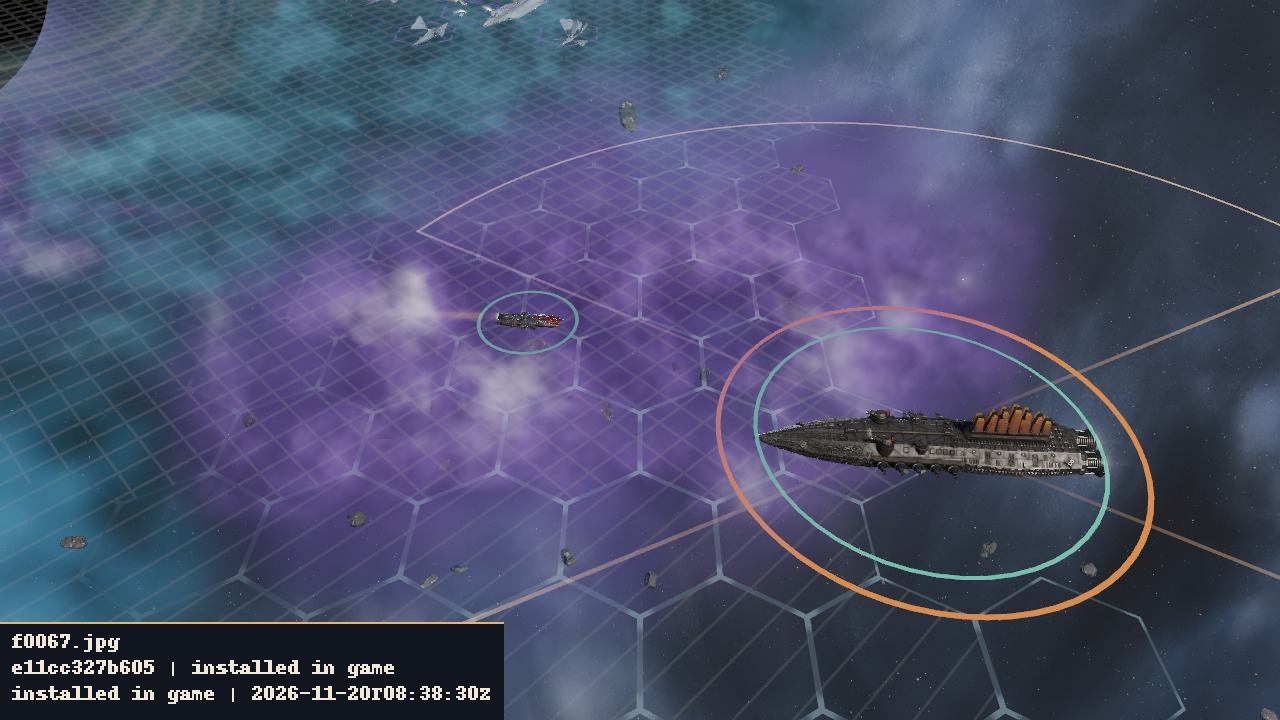 f0067.jpg
e11cc327b605 | installed in game
installed in game | 2026-11-20T08:38:30Z